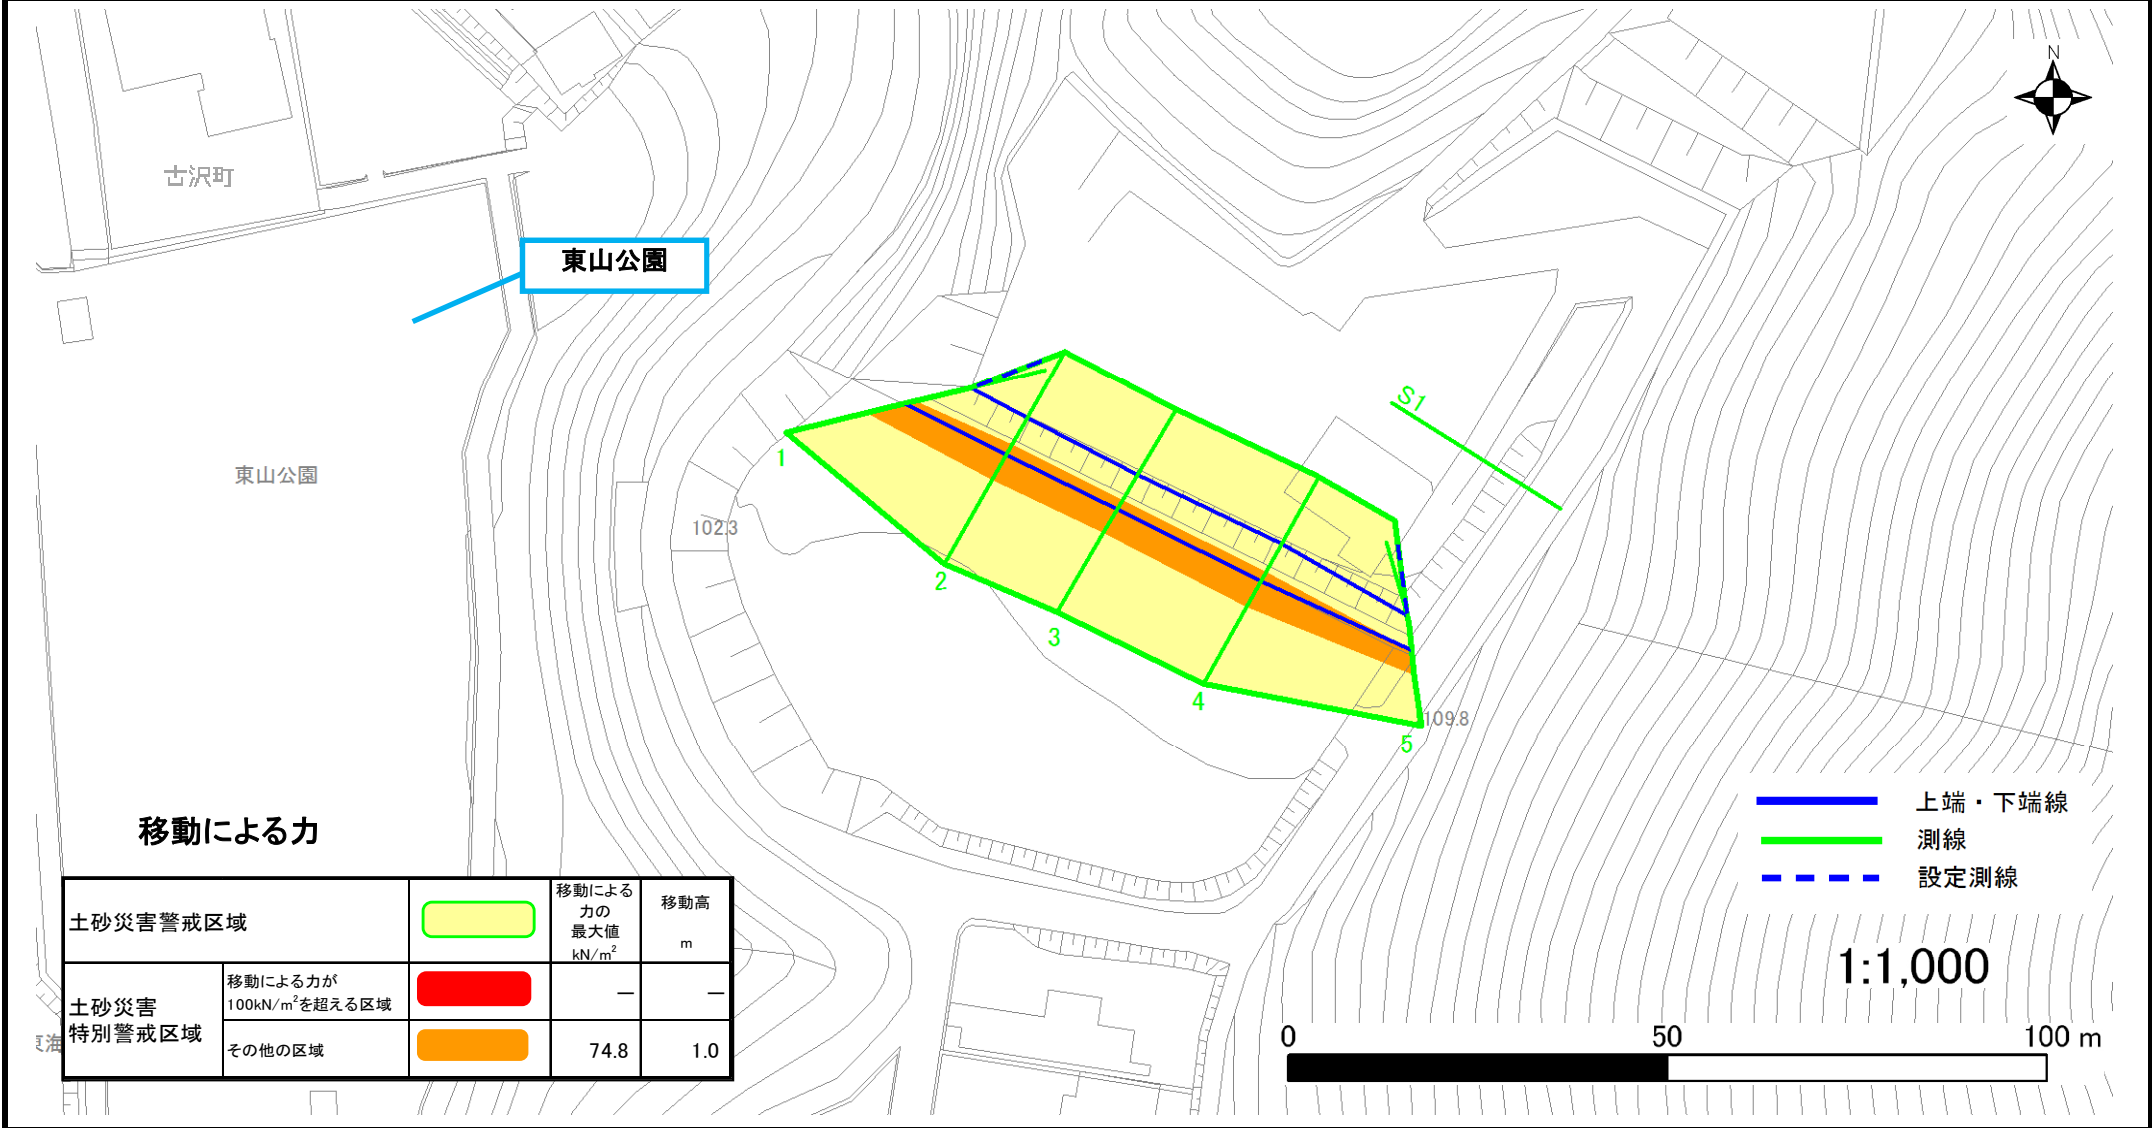 N
古沢町
東山公園
S1
東山公園
1
102.3
2
3
4
109.8
5
上端・下端線
測線
設定測線
移動による力
土砂災害警戒区域
移動による
力の
最大値
kN/m²
移動高
m
土砂災害
特別警戒区域
移動による力が
100kN/m²を超える区域
—
—
その他の区域
74.8
1.0
東海
1:1,000
0
50
100 m